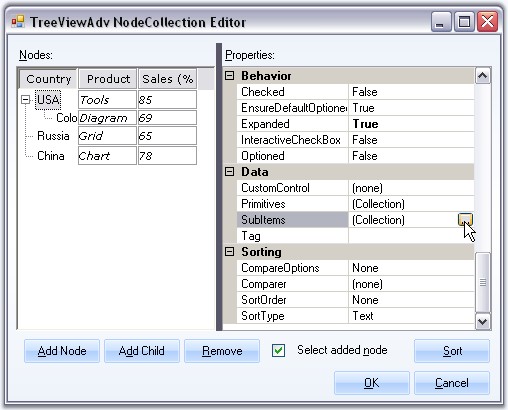 TreeViewAdv NodeCollection Editor
Nodes:
Properties:
Country Product Sales (%
USA Tools 85
Colo Diagram 69
Russia Grid 65
China Chart 78
Behavior
Checked False
EnsureDefaultOptione True
Expanded True
InteractiveCheckBox False
Optioned False
Data
CustomControl (none)
Primitives (Collection)
SubItems (Collection) ...
Tag
Sorting
CompareOptions None
Comparer (none)
SortOrder None
SortType Text
Add Node Add Child Remove Select added node Sort
OK Cancel